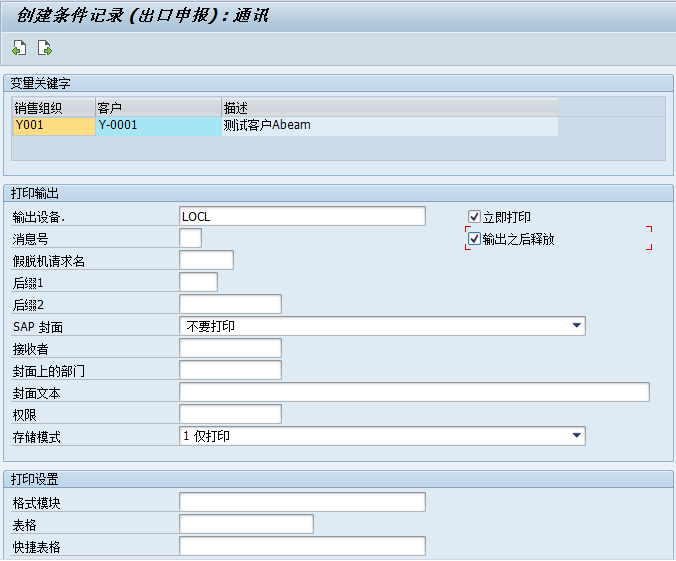 创建条件记录 (出口申报) : 通讯
变量关键字
销售组织 客户 描述
Y001 Y-0001 测试客户Abeam
打印输出
输出设备. LOCL 立即打印
消息号 输出之后释放
假脱机请求名
后缀1
后缀2
SAP 封面 不要打印
接收者
封面上的部门
封面文本
权限
存储模式 1 仅打印
打印设置
格式模块
表格
快捷表格